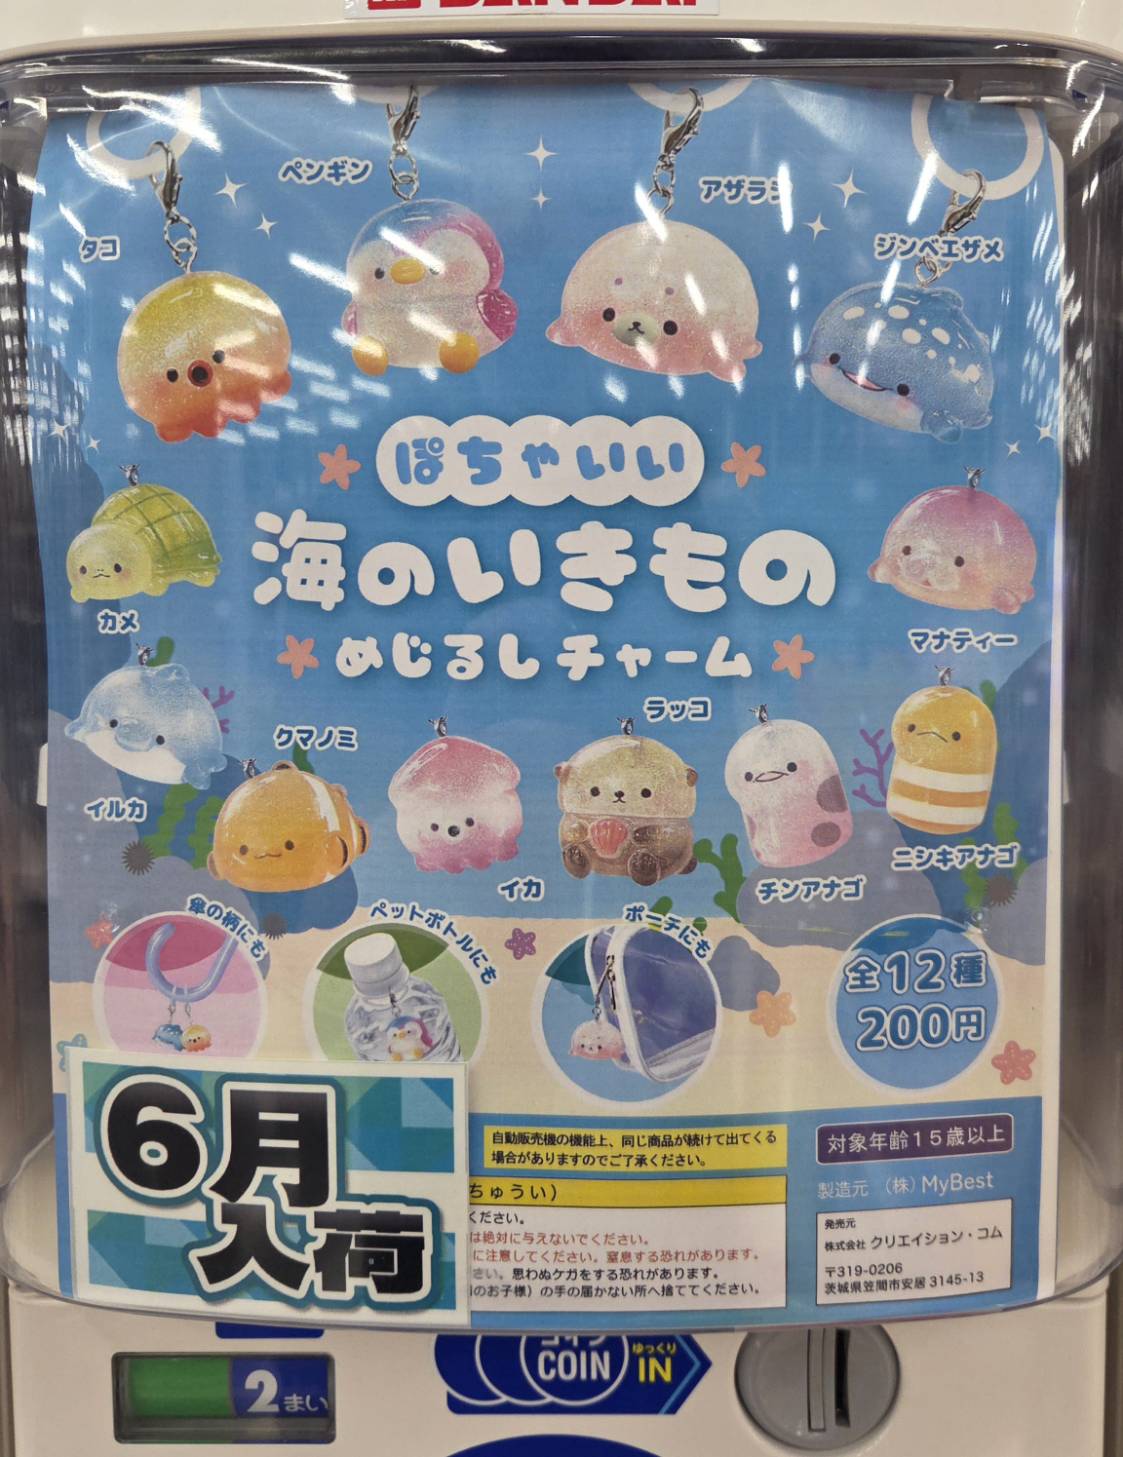 BANDAI
ペンギン
アザラシ
タコ
ジンベエザメ
ぽちゃいい
海のいきもの
めじるしチャーム
カメ
マナティー
ラッコ
クマノミ
イルカ
イカ
チンアナゴ
ニシキアナゴ
傘の柄にも
ペットボトルにも
ポーチにも
全12種
200円
6月
入荷
自動販売機の機能上、同じ商品が続けて出てくる
場合がありますのでご了承ください。
対象年齢15歳以上
ちゅうい)
製造元 (株)MyBest
ください。
は絶対に与えないでください。
に注意してください。窒息する恐れがあります。
さい。思わぬケガをする恐れがあります。
のお子様)の手の届かない所へ捨ててください。
発売元
株式会社 クリエイション・コム
〒319-0206
茨城県笠間市安居3145-13
2まい
コイン
COIN
ゆっくり
IN